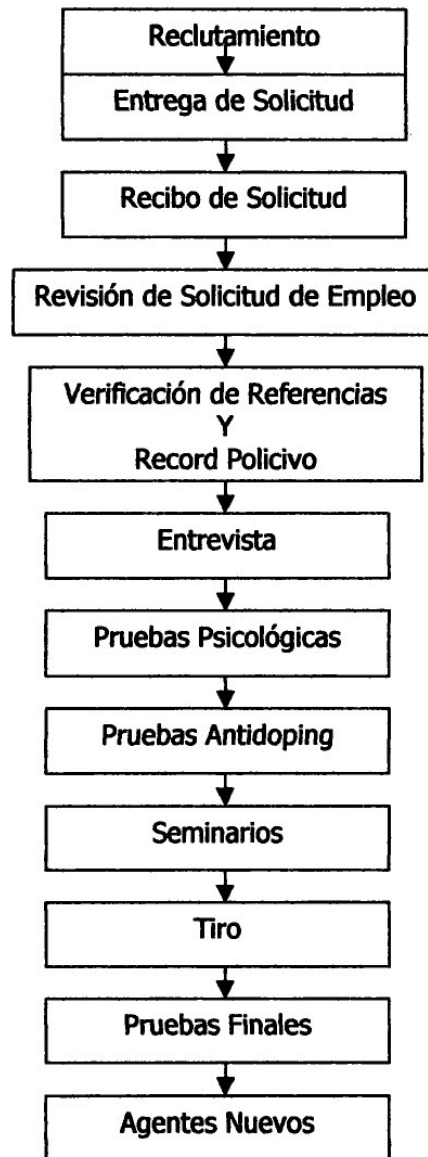 Reclutamiento
Entrega de Solicitud
Recibo de Solicitud
Revisión de Solicitud de Empleo
Verificación de Referencias
Y
Record Policivo
Entrevista
Pruebas Psicológicas
Pruebas Antidoping
Seminarios
Tiro
Pruebas Finales
Agentes Nuevos